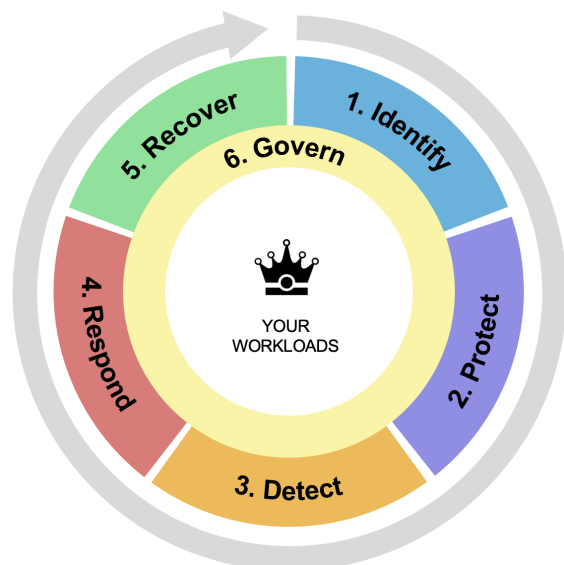 1. Identify
2. Protect
3. Detect
4. Respond
5. Recover
6. Govern
YOUR
WORKLOADS